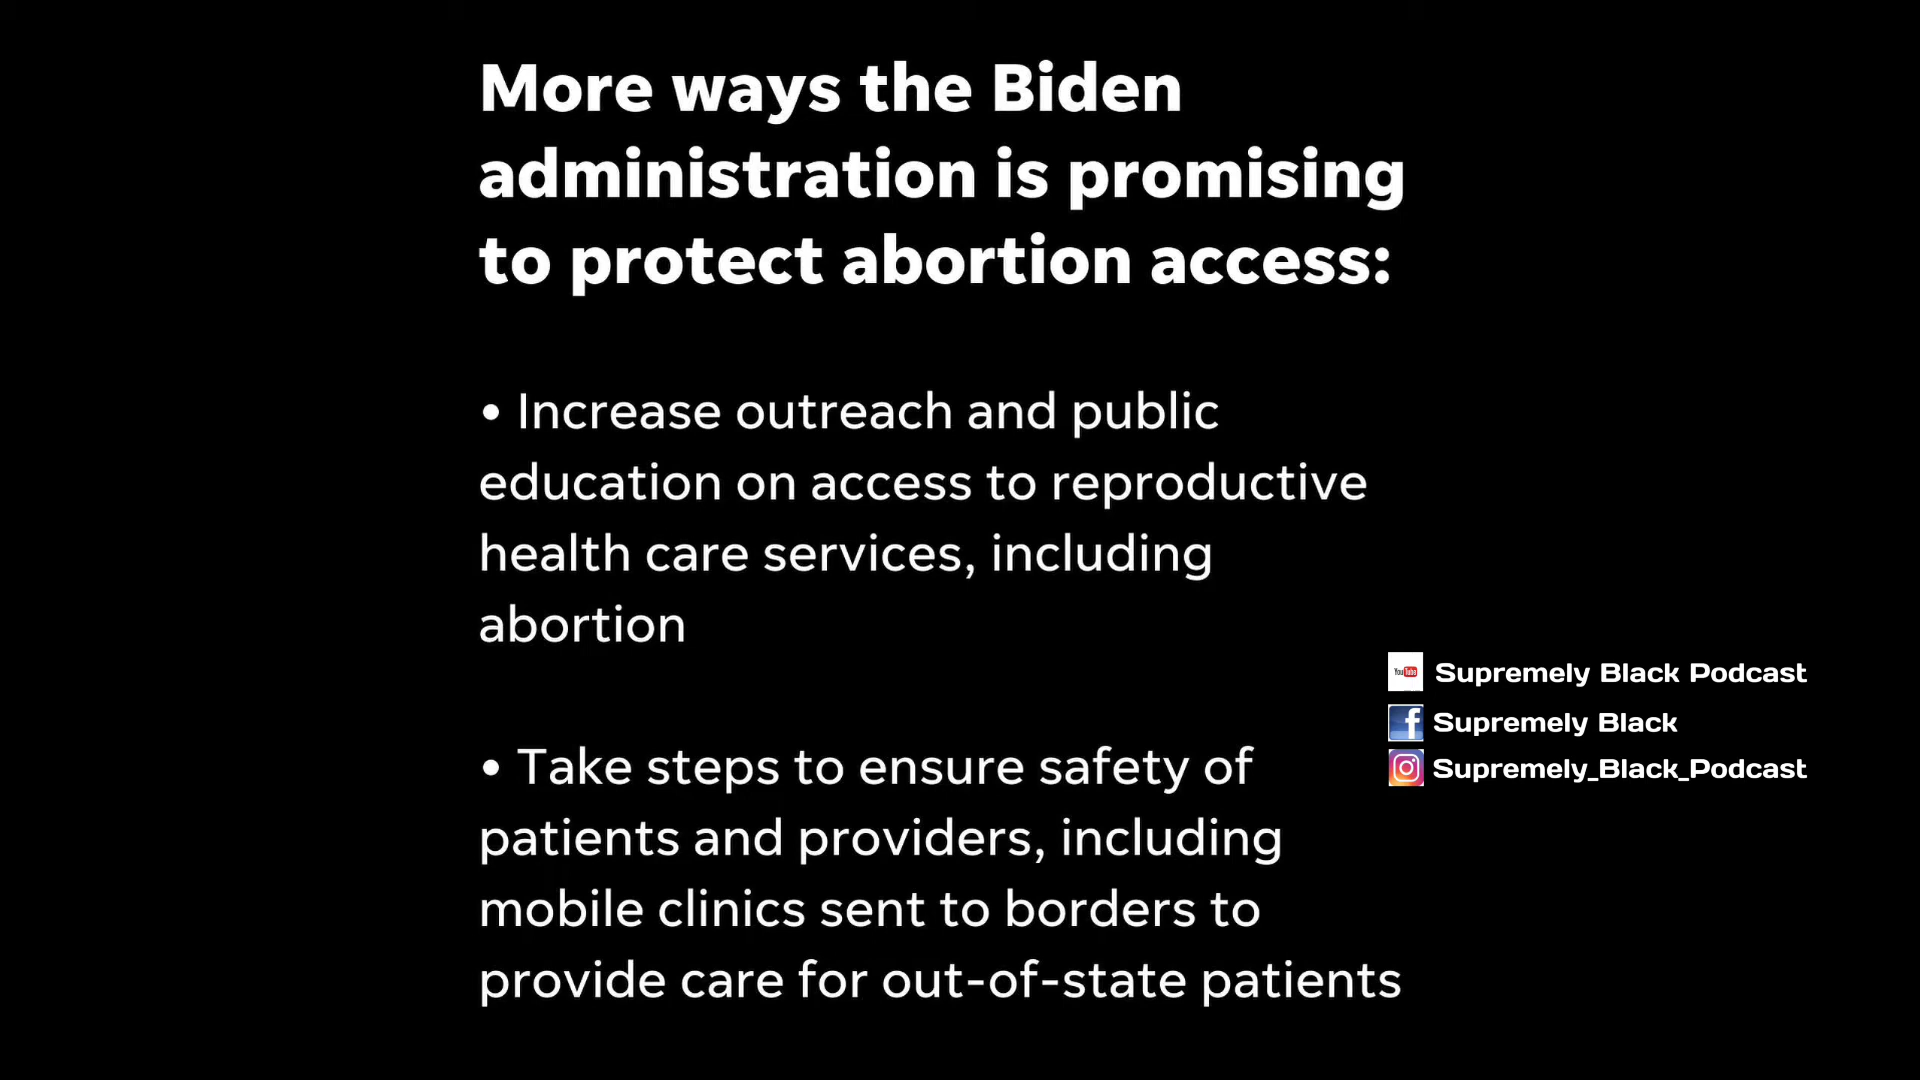 More ways the Biden
administration is promising
to protect abortion access:
• Increase outreach and public
education on access to reproductive
health care services, including
abortion
• Take steps to ensure safety of
patients and providers, including
mobile clinics sent to borders to
provide care for out-of-state patients
YouTube Supremely Black Podcast
f Supremely Black
Supremely_Black_Podcast